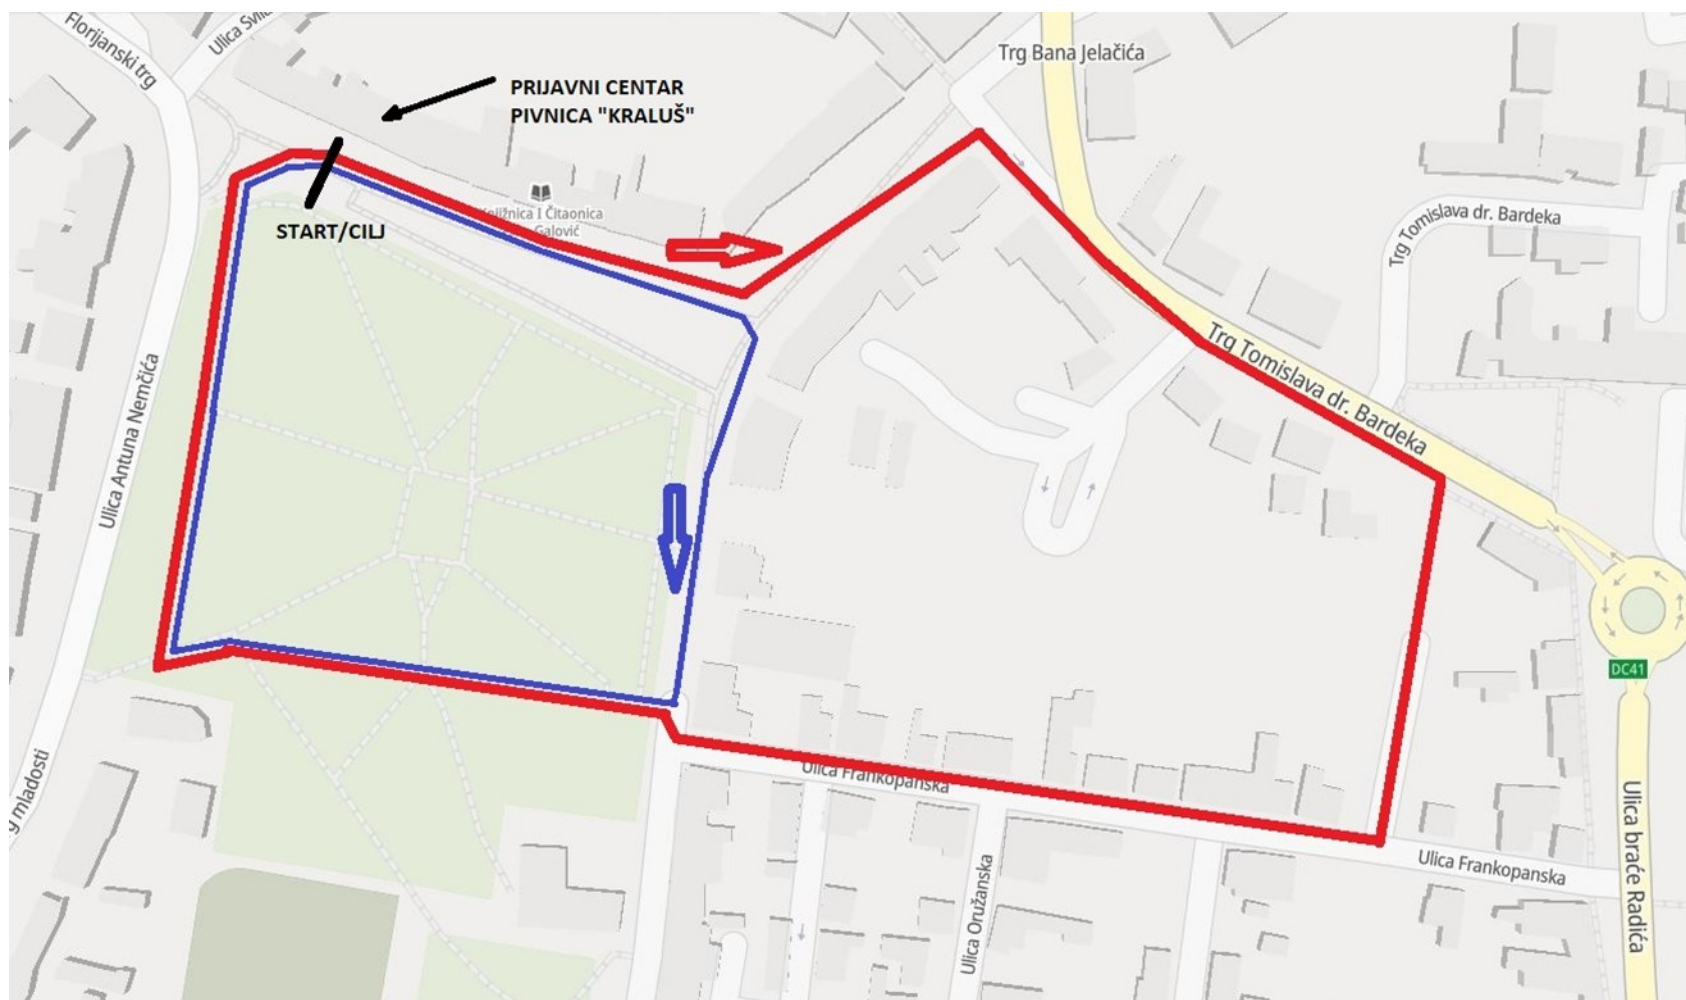 Florijanski trg
Ulica
Trg Bana Jelačića
PRIJAVNI CENTAR
PIVNICA "KRALUŠ"
I Čitaonica
Galović
START/CILJ
Trg Tomislava dr. Bardeka
Trg Tomislava dr. Bardeka
Ulica Antuna Nemčića
DC41
mladosti
Ulica Frankopanska
Ulica Frankopanska
Ulica Oružanska
Ulica braće Radića